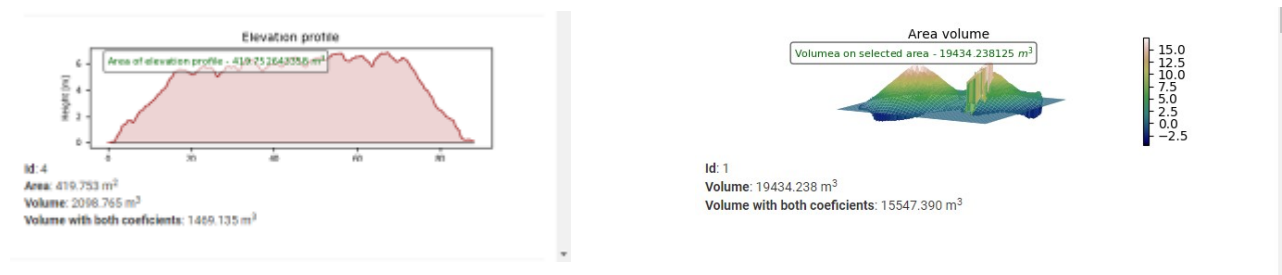 Elevation profile
Area of elevation profile - 419.752643356 m²
Height [m]
6
4
2
0
0 20 40 60 80
Id: 4
Area: 419.753 m²
Volume: 2098.765 m³
Volume with both coeficients: 1469.135 m³
Area volume
Volumea on selected area - 19434.238125 m³
15.0
12.5
10.0
7.5
5.0
2.5
0.0
−2.5
Id: 1
Volume: 19434.238 m³
Volume with both coeficients: 15547.390 m³